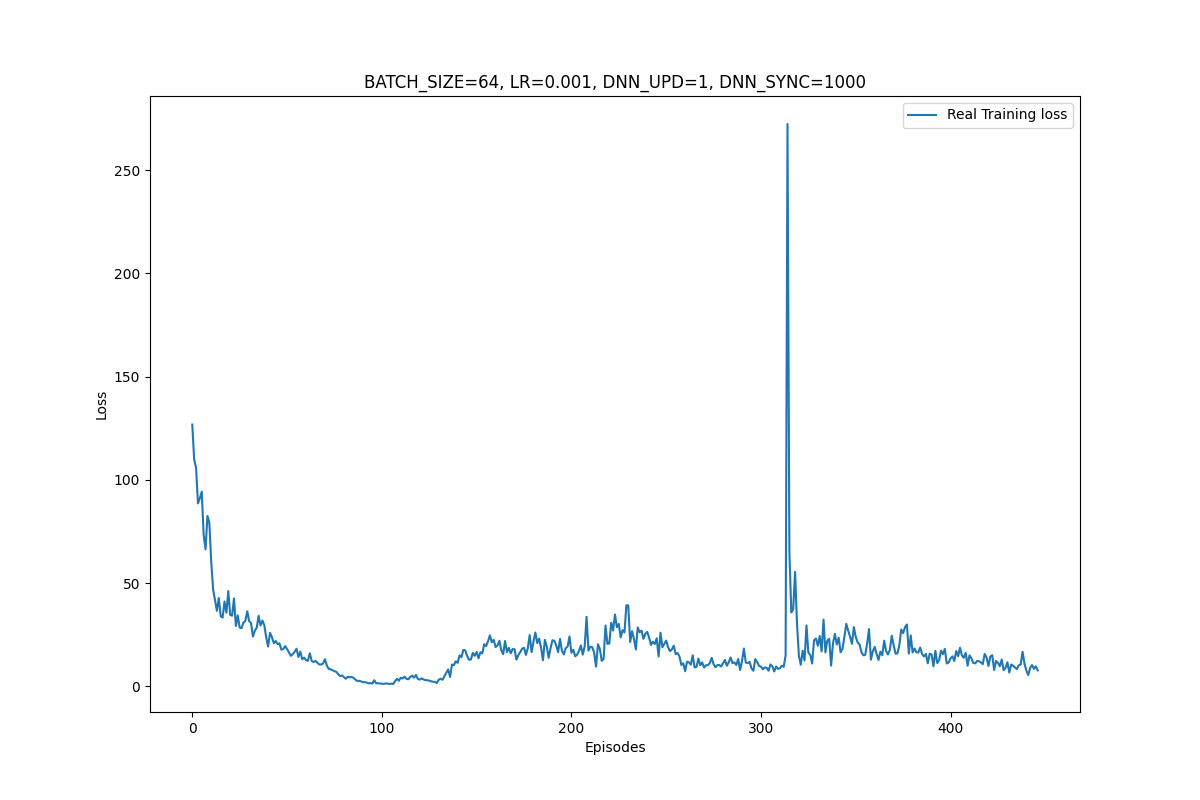 BATCH_SIZE=64, LR=0.001, DNN_UPD=1, DNN_SYNC=1000
Real Training loss
250
200
150
100
50
0
Loss
0 100 200 300 400
Episodes